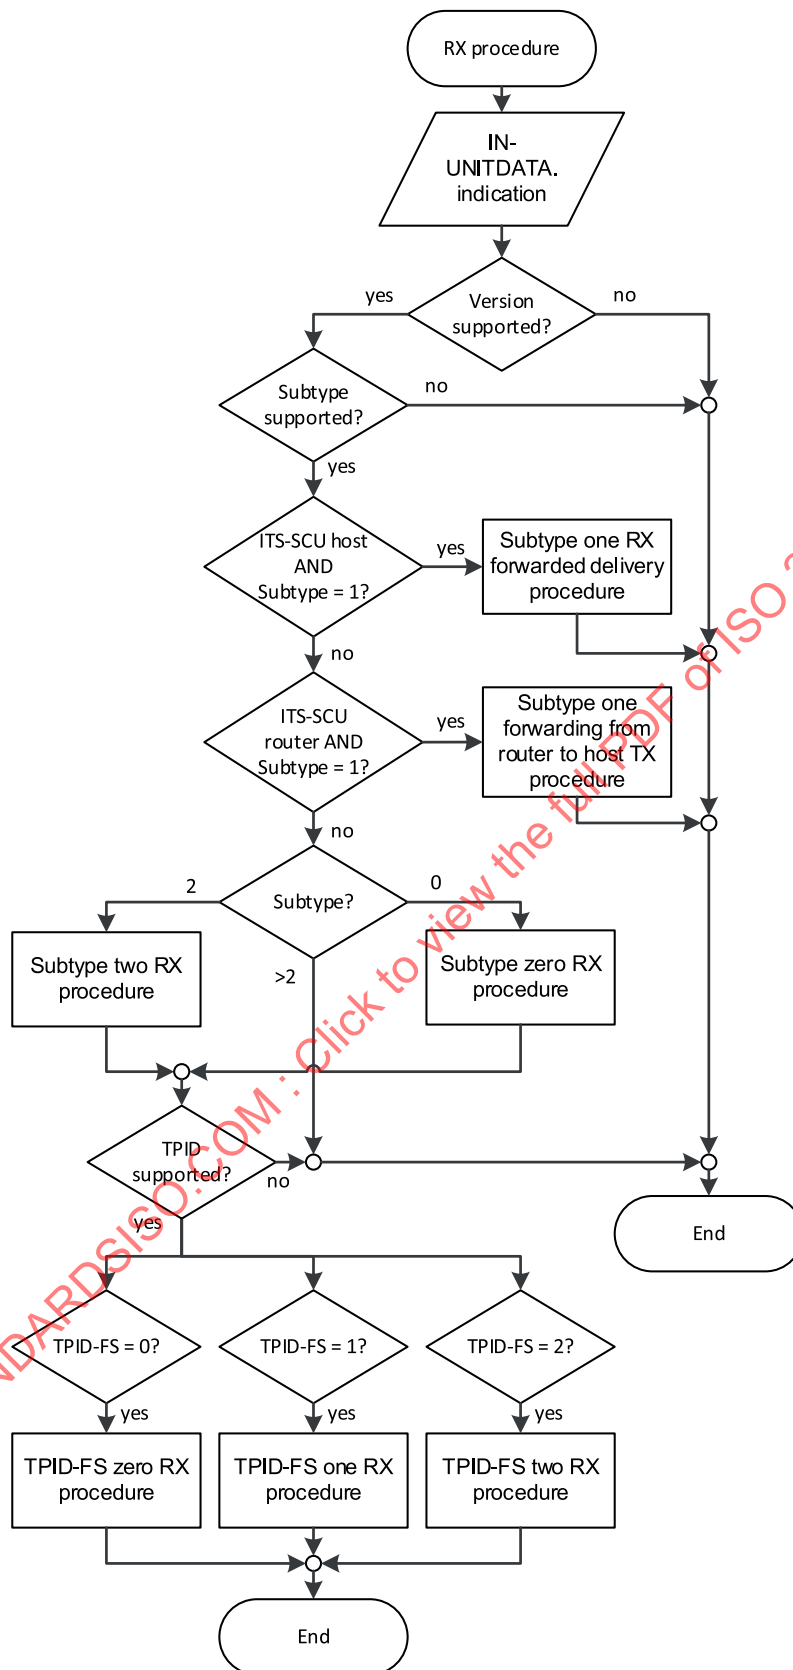 RX procedure
IN-
UNITDATA.
indication
Version
supported?
yes
no
Subtype
supported?
no
yes
ITS-SCU host
AND
Subtype = 1?
yes
Subtype one RX
forwarded delivery
procedure
no
ITS-SCU
router AND
Subtype = 1?
yes
Subtype one
forwarding from
router to host TX
procedure
no
Subtype?
2
0
>2
Subtype two RX
procedure
Subtype zero RX
procedure
TPID
supported?
no
yes
End
TPID-FS = 0?
TPID-FS = 1?
TPID-FS = 2?
yes
yes
yes
TPID-FS zero RX
procedure
TPID-FS one RX
procedure
TPID-FS two RX
procedure
End
NDARDSISO.COM : Click to view the full PDF of ISO